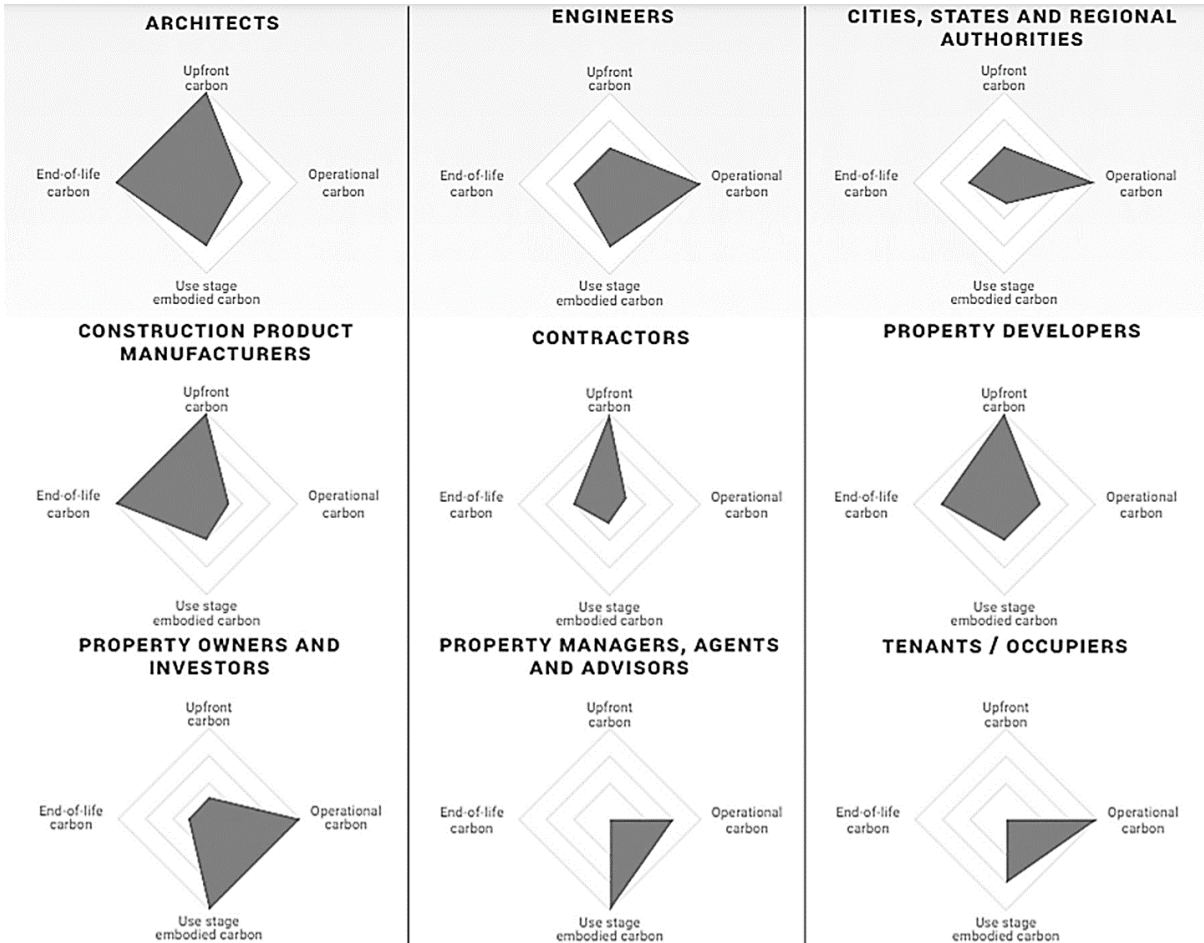 ARCHITECTS
Upfront
carbon
End-of-life
carbon
Operational
carbon
Use stage
embodied carbon
ENGINEERS
Upfront
carbon
End-of-life
carbon
Operational
carbon
Use stage
embodied carbon
CITIES, STATES AND REGIONAL
AUTHORITIES
Upfront
carbon
End-of-life
carbon
Operational
carbon
Use stage
embodied carbon
CONSTRUCTION PRODUCT
MANUFACTURERS
Upfront
carbon
End-of-life
carbon
Operational
carbon
Use stage
embodied carbon
CONTRACTORS
Upfront
carbon
End-of-life
carbon
Operational
carbon
Use stage
embodied carbon
PROPERTY DEVELOPERS
Upfront
carbon
End-of-life
carbon
Operational
carbon
Use stage
embodied carbon
PROPERTY OWNERS AND
INVESTORS
Upfront
carbon
End-of-life
carbon
Operational
carbon
Use stage
embodied carbon
PROPERTY MANAGERS, AGENTS
AND ADVISORS
Upfront
carbon
End-of-life
carbon
Operational
carbon
Use stage
embodied carbon
TENANTS / OCCUPIERS
Upfront
carbon
End-of-life
carbon
Operational
carbon
Use stage
embodied carbon